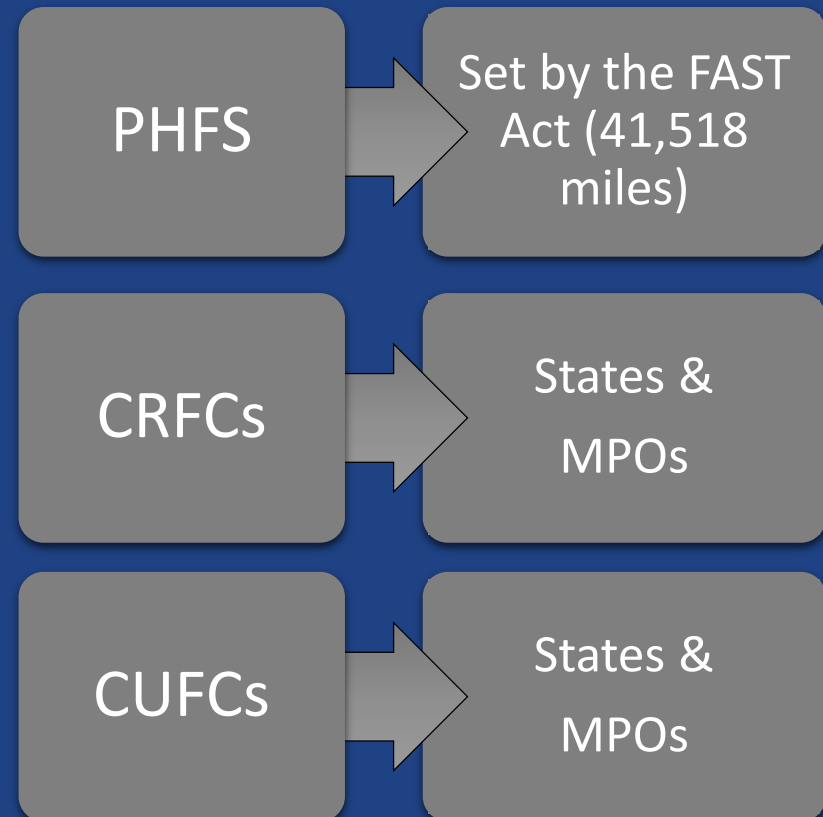 PHFS
Set by the FAST
Act (41,518
miles)
CRFCs
States &
MPOs
CUFCs
States &
MPOs